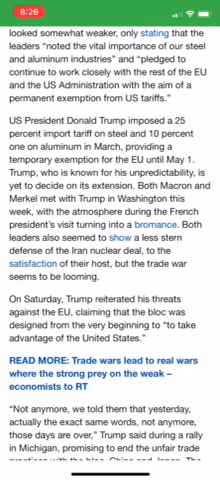 8:26
looked somewhat weaker, only stating that the
leaders “noted the vital importance of our steel
and aluminum industries” and “pledged to
continue to work closely with the rest of the EU
and the US Administration with the aim of a
permanent exemption from US tariffs.”
US President Donald Trump imposed a 25
percent import tariff on steel and 10 percent
one on aluminum in March, providing a
temporary exemption for the EU until May 1.
Trump, who is known for his unpredictability, is
yet to decide on its extension. Both Macron and
Merkel met with Trump in Washington this
week, with the atmosphere during the French
president’s visit turning into a bromance. Both
leaders also seemed to show a less stern
defense of the Iran nuclear deal, to the
satisfaction of their host, but the trade war
seems to be looming.
On Saturday, Trump reiterated his threats
against the EU, claiming that the bloc was
designed from the very beginning to “to take
advantage of the United States.”
READ MORE: Trade wars lead to real wars
where the strong prey on the weak –
economists to RT
“Not anymore, we told them that yesterday,
actually the exact same words, not anymore,
those days are over,” Trump said during a rally
in Michigan, promising to end the unfair trade
practices with the bloc, China and Japan. The